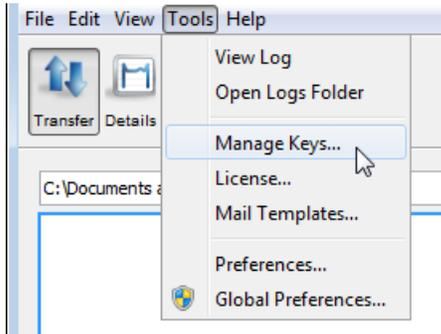 File Edit View Tools Help
View Log
Open Logs Folder
Transfer Details
Manage Keys...
C:\Documents a
License...
Mail Templates...
Preferences...
Global Preferences...